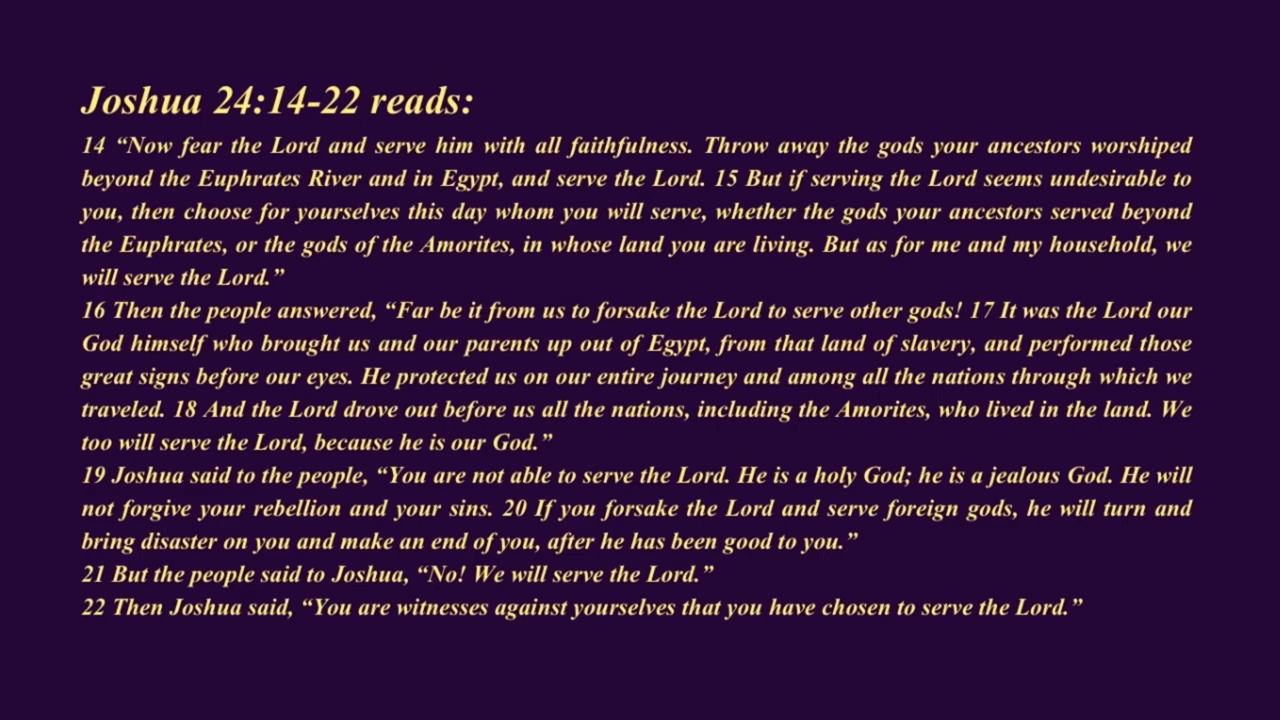 Joshua 24:14-22 reads:
14 “Now fear the Lord and serve him with all faithfulness. Throw away the gods your ancestors worshiped
beyond the Euphrates River and in Egypt, and serve the Lord. 15 But if serving the Lord seems undesirable to
you, then choose for yourselves this day whom you will serve, whether the gods your ancestors served beyond
the Euphrates, or the gods of the Amorites, in whose land you are living. But as for me and my household, we
will serve the Lord.”
16 Then the people answered, “Far be it from us to forsake the Lord to serve other gods! 17 It was the Lord our
God himself who brought us and our parents up out of Egypt, from that land of slavery, and performed those
great signs before our eyes. He protected us on our entire journey and among all the nations through which we
traveled. 18 And the Lord drove out before us all the nations, including the Amorites, who lived in the land. We
too will serve the Lord, because he is our God.”
19 Joshua said to the people, “You are not able to serve the Lord. He is a holy God; he is a jealous God. He will
not forgive your rebellion and your sins. 20 If you forsake the Lord and serve foreign gods, he will turn and
bring disaster on you and make an end of you, after he has been good to you.”
21 But the people said to Joshua, “No! We will serve the Lord.”
22 Then Joshua said, “You are witnesses against yourselves that you have chosen to serve the Lord.”